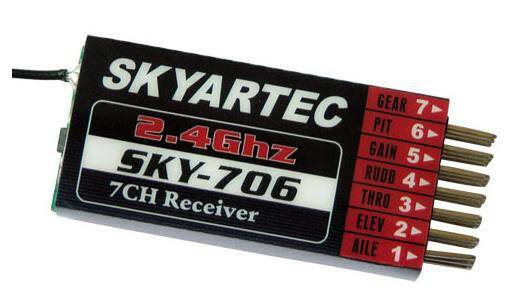 SKYARTEC
2.4Ghz
SKY-706
7CH Receiver
GEAR 7
PIT 6
GAIN 5
RUDD 4
THRO 3
ELEV 2
AILE 1